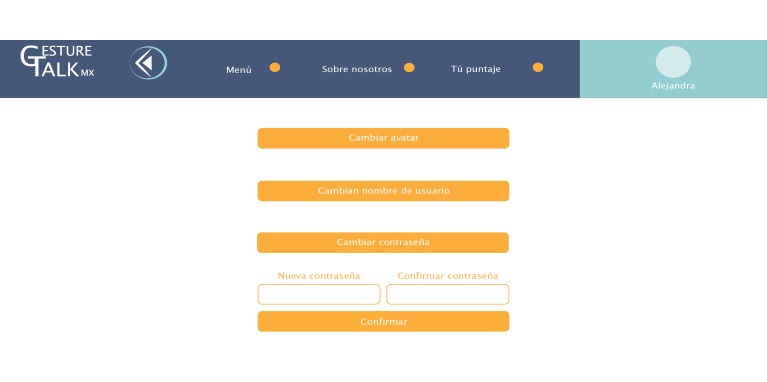 GESTURE
TALK MX
Menú
Sobre nosotros
Tú puntaje
Alejandra
Cambiar avatar
Cambian nombre de usuario
Cambiar contraseña
Nueva contraseña
Confirmar contraseña
Confirmar